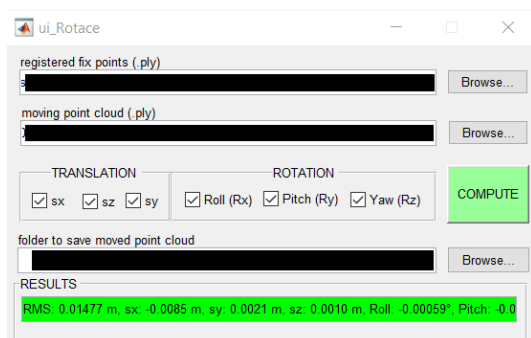 ui_Rotace
registered fix points (.ply)
Browse...
moving point cloud (.ply)
Browse...
TRANSLATION ROTATION
sx sz sy Roll (Rx) Pitch (Ry) Yaw (Rz) COMPUTE
folder to save moved point cloud
Browse...
RESULTS
RMS: 0.01477 m, sx: -0.0085 m, sy: 0.0021 m, sz: 0.0010 m, Roll: -0.00059°, Pitch: -0.0